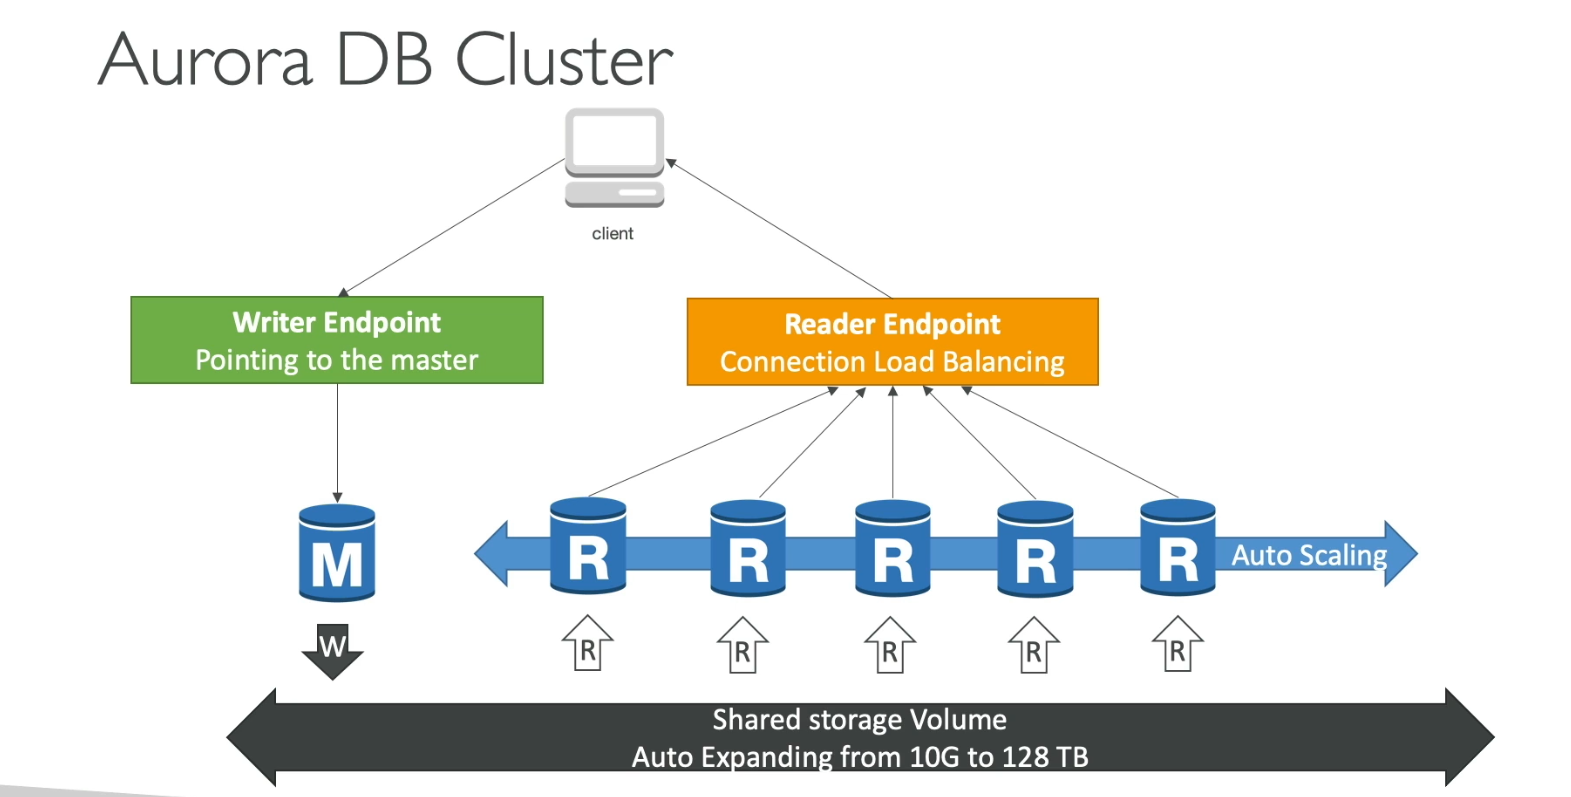 Aurora DB Cluster
client
Writer Endpoint
Pointing to the master
Reader Endpoint
Connection Load Balancing
M
R
R
R
R
R
Auto Scaling
W
R
R
R
R
R
Shared storage Volume
Auto Expanding from 10G to 128 TB